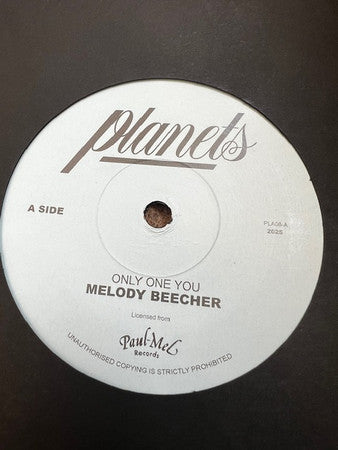 planets
A SIDE
PLA08-A
2025
ONLY ONE YOU
MELODY BEECHER
Licensed from
Paul-Mel
Records
UNAUTHORISED COPYING IS STRICTLY PROHIBITED